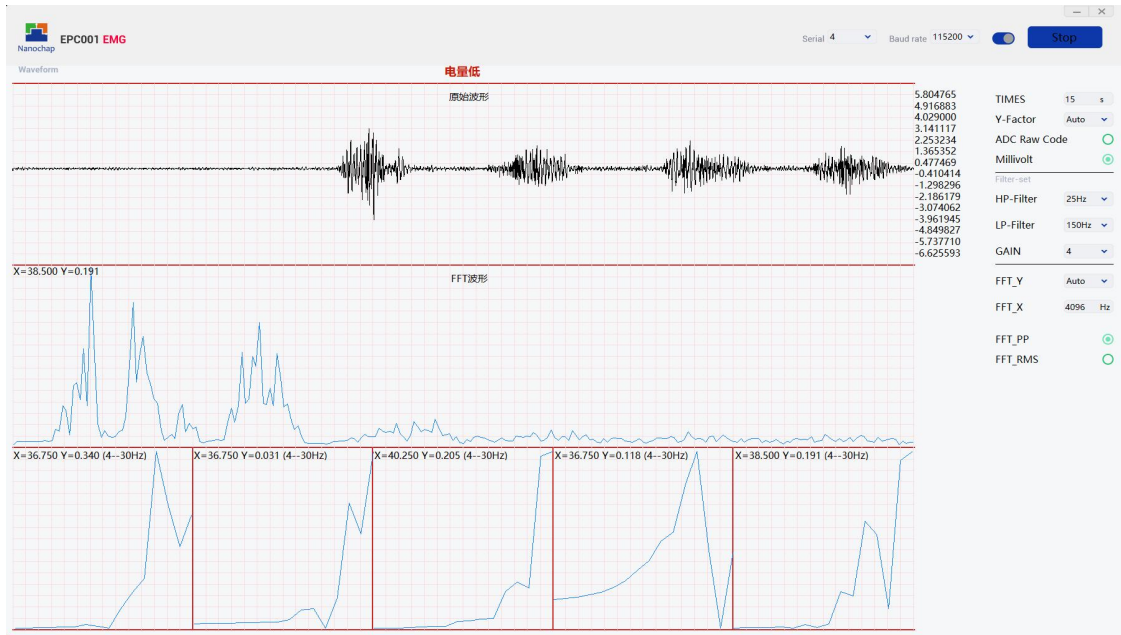 Nanochap
EPC001 EMG
Serial 4
Baud rate 115200
Stop
Waveform
电量低
原始波形
5.804765
4.916883
4.029000
3.141117
2.253234
1.365352
0.477469
-0.410414
-1.298296
-2.186179
-3.074062
-3.961945
-4.849827
-5.737710
-6.625593
TIMES 15 s
Y-Factor Auto
ADC Raw Code
Millivolt
Filter-set
HP-Filter 25Hz
LP-Filter 150Hz
GAIN 4
FFT_Y Auto
FFT_X 4096 Hz
FFT_PP
FFT_RMS
X=38.500 Y=0.191
FFT波形
X=36.750 Y=0.340 (4--30Hz)
X=36.750 Y=0.031 (4--30Hz)
X=40.250 Y=0.205 (4--30Hz)
X=36.750 Y=0.118 (4--30Hz)
X=38.500 Y=0.191 (4--30Hz)